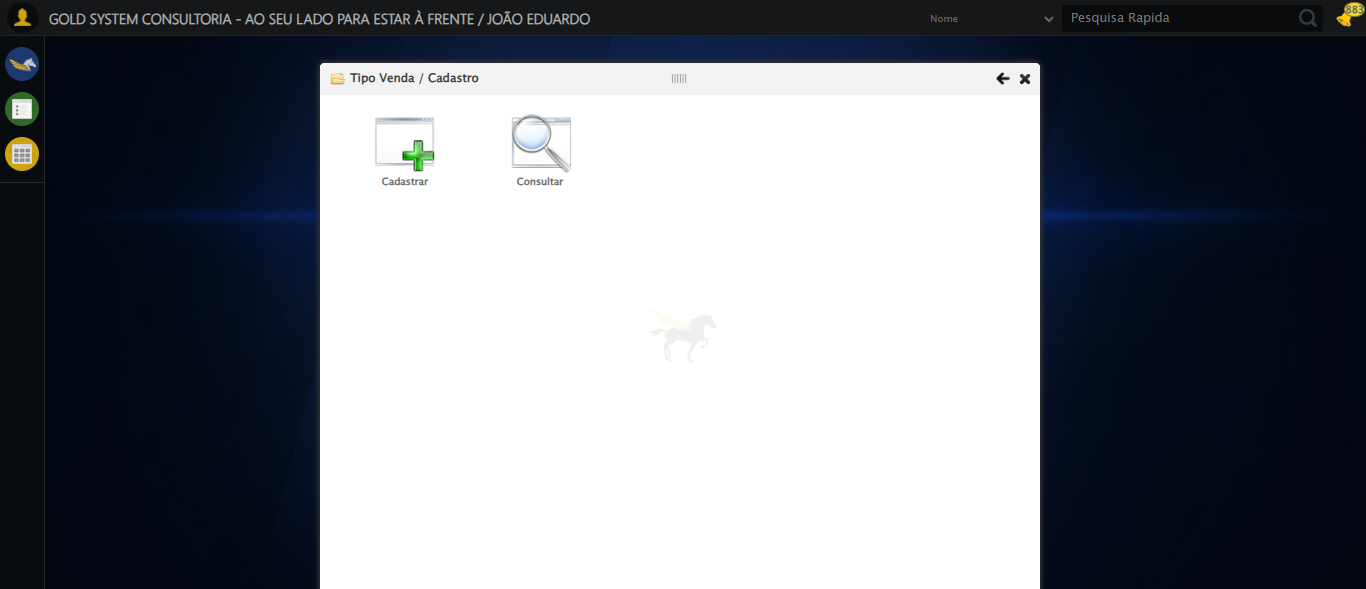 GOLD SYSTEM CONSULTORIA - AO SEU LADO PARA ESTAR À FRENTE / JOÃO EDUARDO
Nome
Pesquisa Rapida
883
Tipo Venda / Cadastro
Cadastrar
Consultar